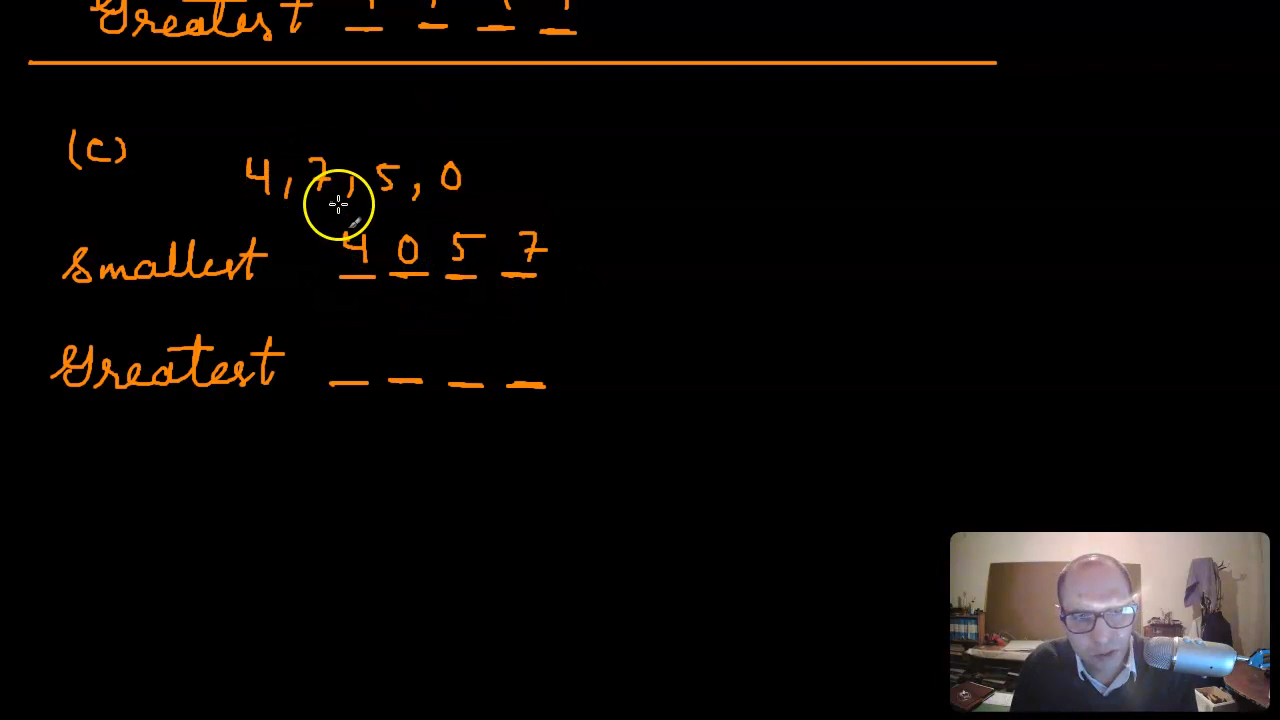 Greatest
(C)
4, 7, 5, 0
Smallest 4 0 5 7
Greatest _ _ _ _